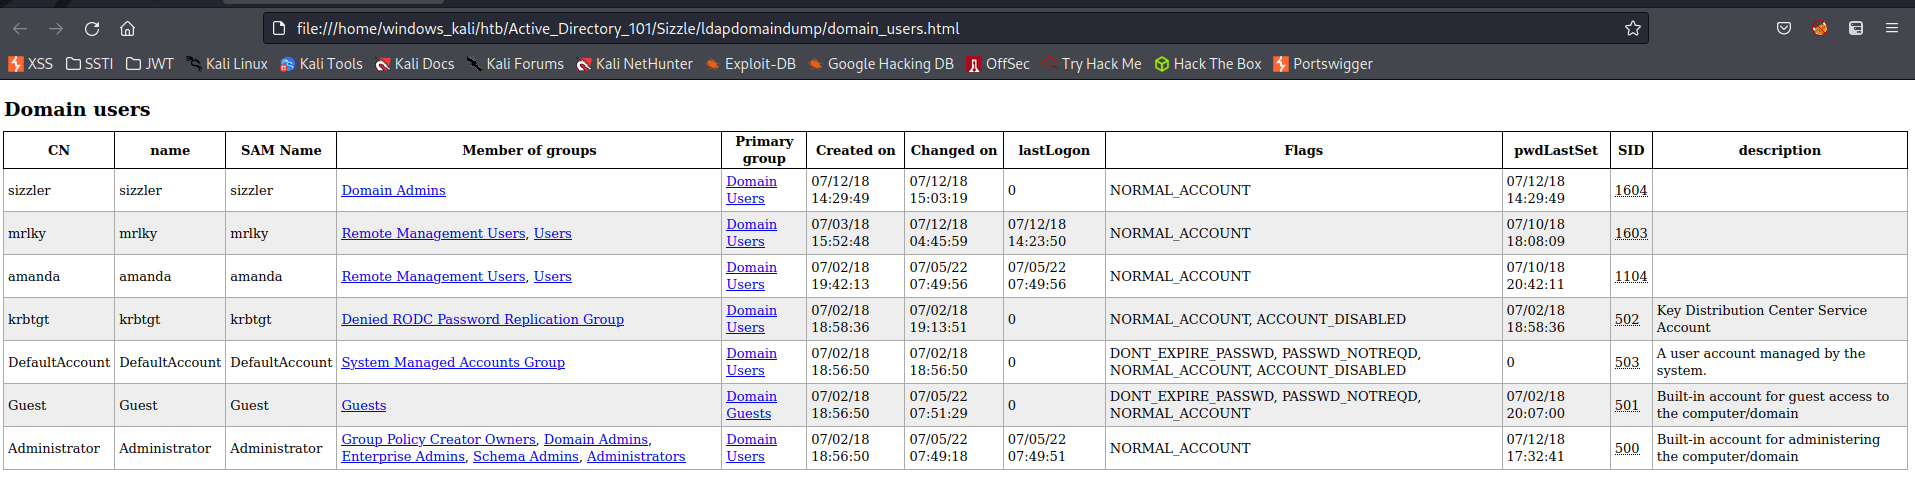 file:///home/windows_kali/htb/Active_Directory_101/Sizzle/ldapdomaindump/domain_users.html
XSS SSTI JWT Kali Linux Kali Tools Kali Docs Kali Forums Kali NetHunter Exploit-DB Google Hacking DB OffSec Try Hack Me Hack The Box Portswigger
Domain users
CN name SAM Name Member of groups Primary group Created on Changed on lastLogon Flags pwdLastSet SID description
sizzler sizzler sizzler Domain Admins Domain Users 07/12/18 14:29:49 07/12/18 15:03:19 0 NORMAL_ACCOUNT 07/12/18 14:29:49 1604
mrlky mrlky mrlky Remote Management Users, Users Domain Users 07/03/18 15:52:48 07/12/18 04:45:59 07/12/18 14:23:50 NORMAL_ACCOUNT 07/10/18 18:08:09 1603
amanda amanda amanda Remote Management Users, Users Domain Users 07/02/18 19:42:13 07/05/22 07:49:56 07/05/22 07:49:56 NORMAL_ACCOUNT 07/10/18 20:42:11 1104
krbtgt krbtgt krbtgt Denied RODC Password Replication Group Domain Users 07/02/18 18:58:36 07/02/18 19:13:51 0 NORMAL_ACCOUNT, ACCOUNT_DISABLED 07/02/18 18:58:36 502 Key Distribution Center Service Account
DefaultAccount DefaultAccount DefaultAccount System Managed Accounts Group Domain Users 07/02/18 18:56:50 07/02/18 18:56:50 0 DONT_EXPIRE_PASSWD, PASSWD_NOTREQD, NORMAL_ACCOUNT, ACCOUNT_DISABLED 0 503 A user account managed by the system.
Guest Guest Guest Guests Domain Guests 07/02/18 18:56:50 07/05/22 07:51:29 0 DONT_EXPIRE_PASSWD, PASSWD_NOTREQD, NORMAL_ACCOUNT 07/02/18 20:07:00 501 Built-in account for guest access to the computer/domain
Administrator Administrator Administrator Group Policy Creator Owners, Domain Admins, Enterprise Admins, Schema Admins, Administrators Domain Users 07/02/18 18:56:50 07/05/22 07:49:18 07/05/22 07:49:51 NORMAL_ACCOUNT 07/12/18 17:32:41 500 Built-in account for administering the computer/domain